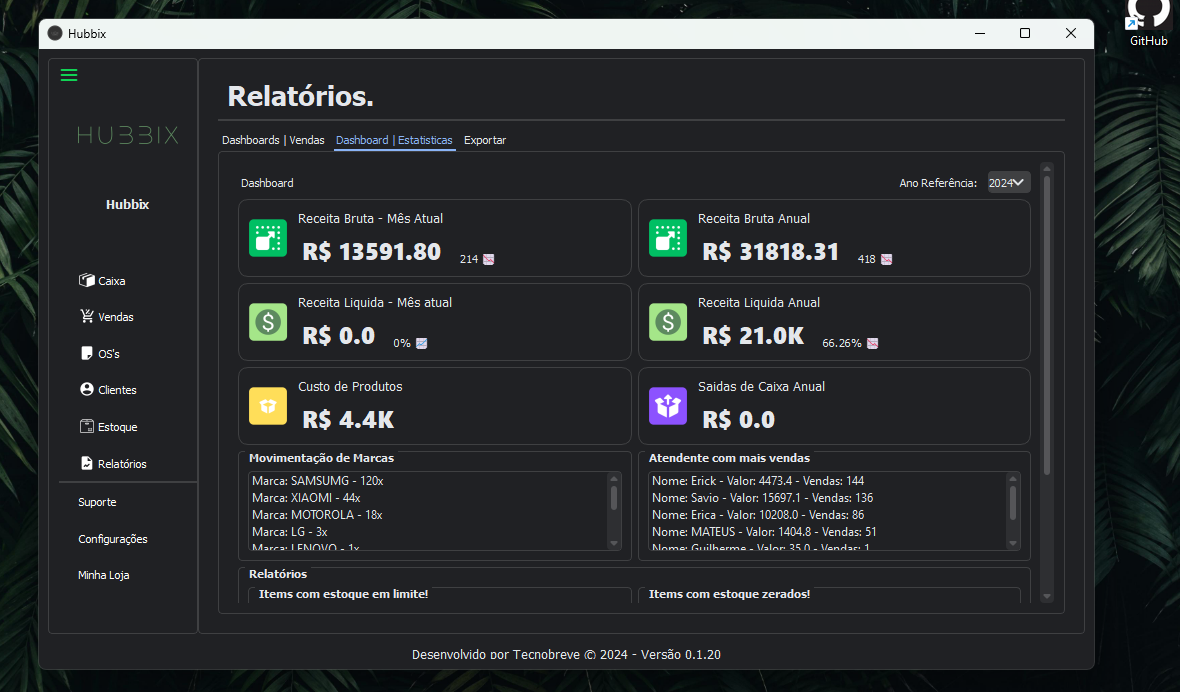 GitHub
Hubbix
Relatórios.
HUBBIX
Dashboards | Vendas Dashboard | Estatisticas Exportar
Dashboard Ano Referência: 2024
Hubbix
Receita Bruta - Mês Atual
R$ 13591.80 214
Receita Bruta Anual
R$ 31818.31 418
Caixa
Vendas
OS's
Clientes
Estoque
Relatórios
Suporte
Configurações
Minha Loja
Receita Liquida - Mês atual
R$ 0.0 0%
Receita Liquida Anual
R$ 21.0K 66.26%
Custo de Produtos
R$ 4.4K
Saidas de Caixa Anual
R$ 0.0
Movimentação de Marcas
Marca: SAMSUMG - 120x
Marca: XIAOMI - 44x
Marca: MOTOROLA - 18x
Marca: LG - 3x
Marca: LENOVO - 1x
Atendente com mais vendas
Nome: Erick - Valor: 4473.4 - Vendas: 144
Nome: Savio - Valor: 15697.1 - Vendas: 136
Nome: Erica - Valor: 10208.0 - Vendas: 86
Nome: MATEUS - Valor: 1404.8 - Vendas: 51
Nome: Guilherme - Valor: 35.0 - Vendas: 1
Relatórios
Items com estoque em limite!
Items com estoque zerados!
Desenvolvido por Tecnobreve © 2024 - Versão 0.1.20